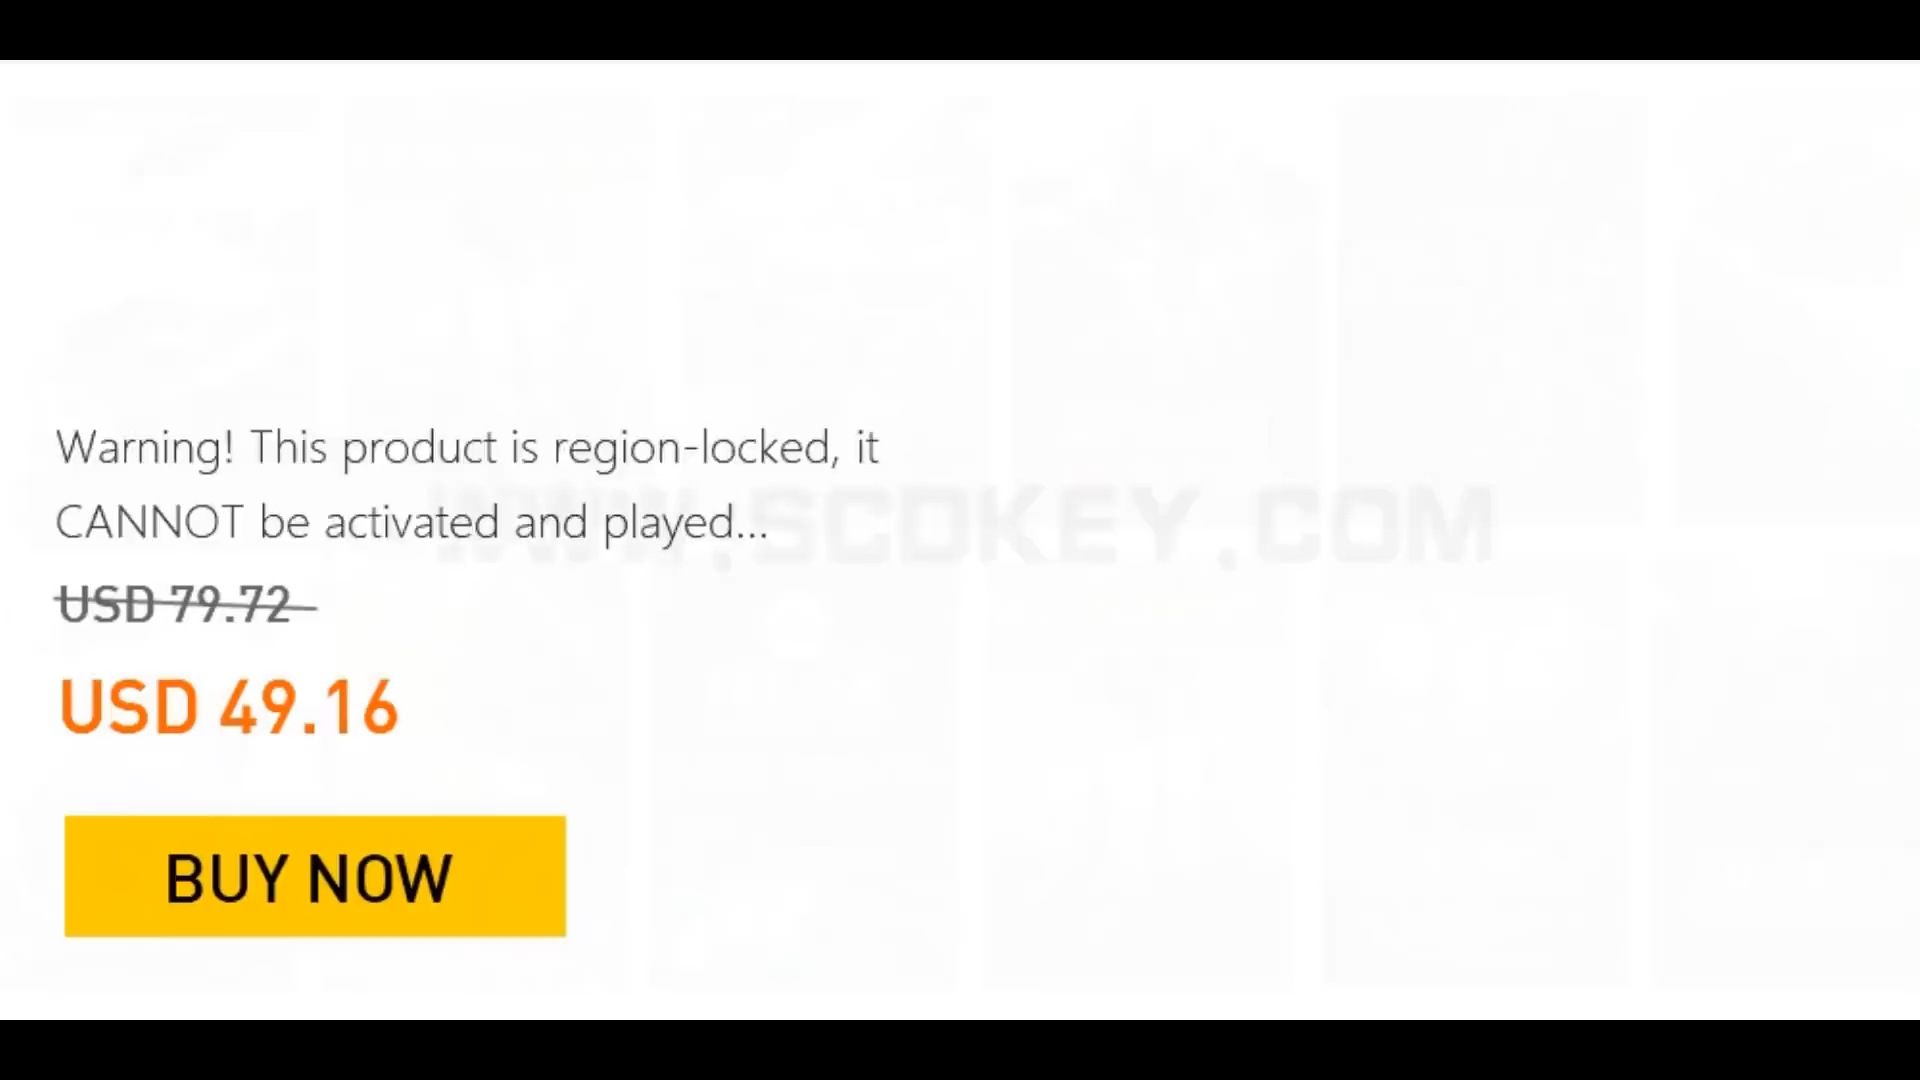 Warning! This product is region-locked, it
CANNOT be activated and played...
WWW.SCDKEY.COM
USD 79.72
USD 49.16
BUY NOW